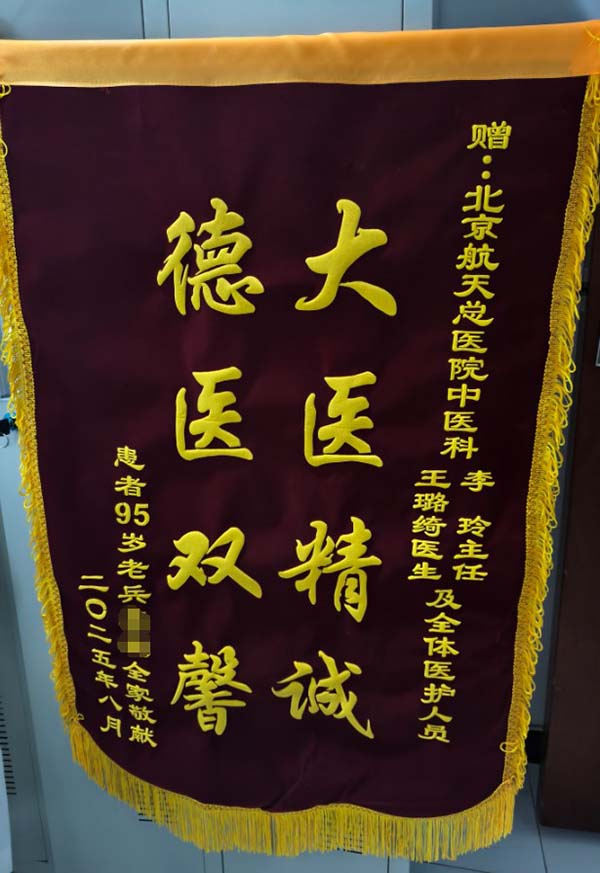 赠:北京航天总医院中医科
李玲主任
王璐绮医生
及全体医护人员
大医精诚
德医双馨
患者95岁老兵全家敬献
二〇二五年八月